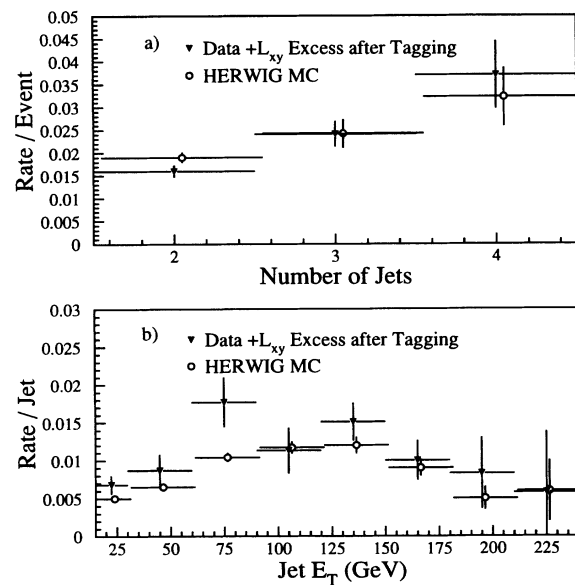 0.05
a)
0.045
Data +Lxy Excess after Tagging
0.04
HERWIG MC
0.035
0.03
0.025
0.02
0.015
0.01
0.005
0
Rate / Event
2 3 4
Number of Jets
0.03
b)
Data +Lxy Excess after Tagging
0.025
HERWIG MC
0.02
0.015
0.01
0.005
0
Rate / Jet
25 50 75 100 125 150 175 200 225
Jet ET (GeV)